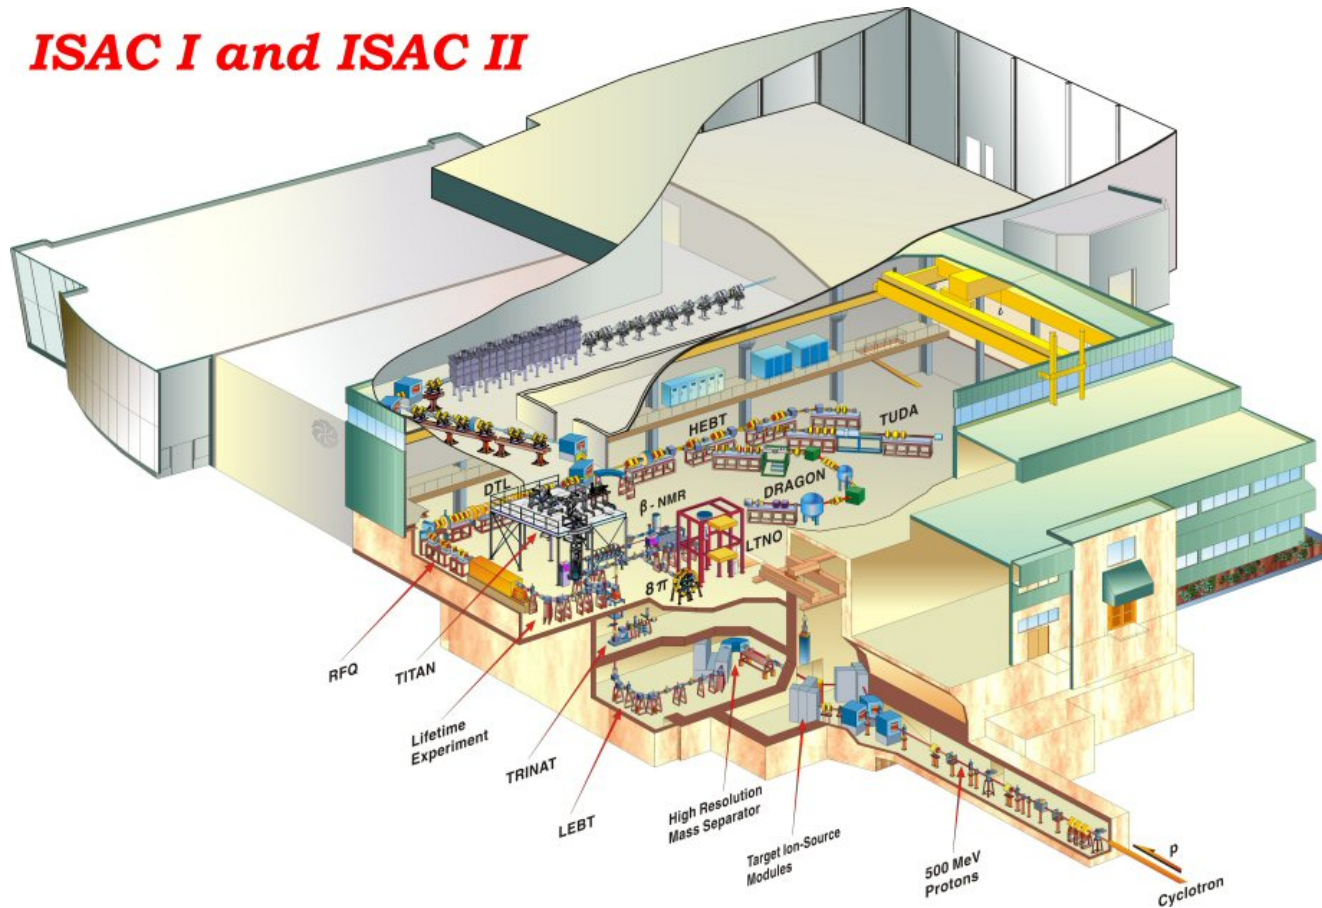 ISAC I and ISAC II
HEBT
TUDA
DTL
β-NMR
DRAGON
LTNO
8π
RFQ
TITAN
Lifetime
Experiment
TRINAT
LEBT
High Resolution
Mass Separator
Target Ion-Source
Modules
500 MeV
Protons
P
Cyclotron